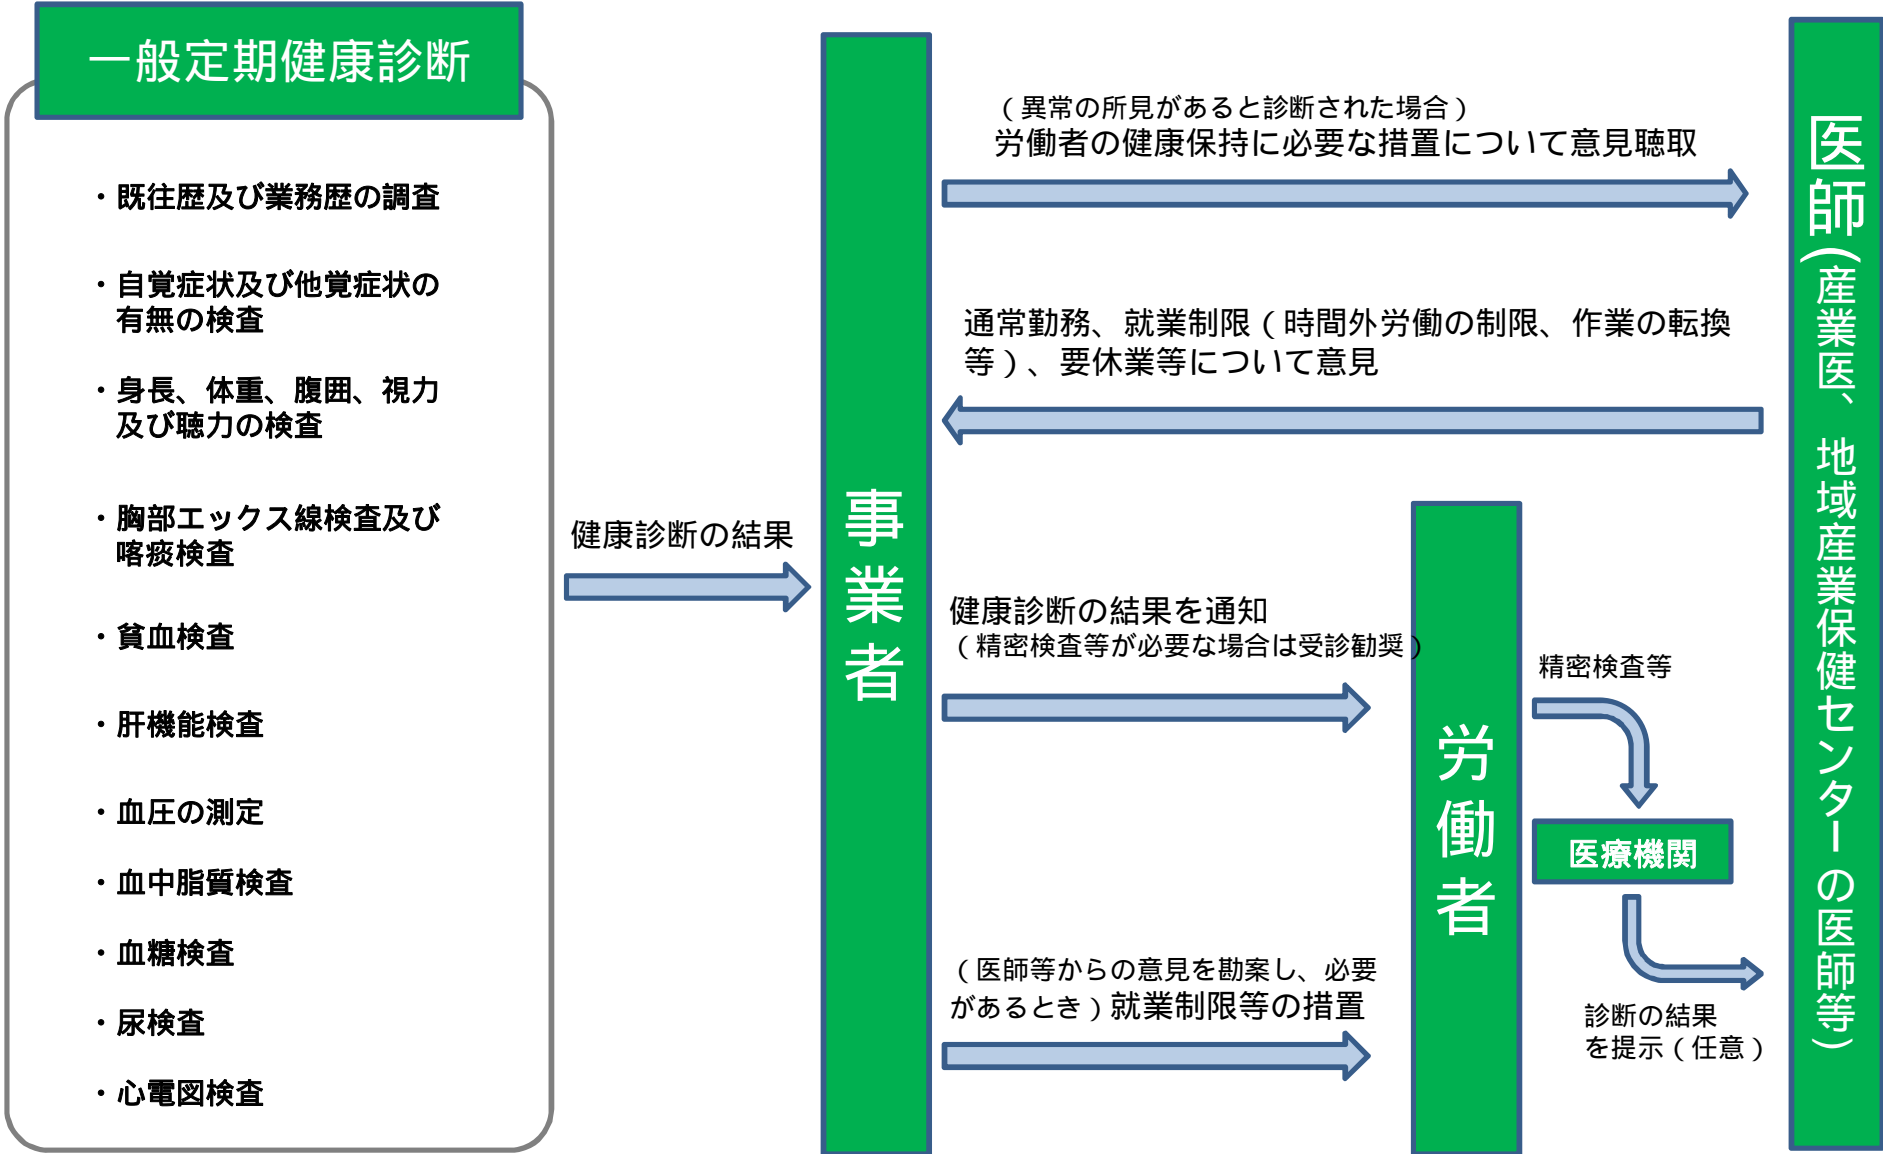 一般定期健康診断
・既往歴及び業務歴の調査
・自覚症状及び他覚症状の
有無の検査
・身長、体重、腹囲、視力
及び聴力の検査
・胸部エックス線検査及び
喀痰検査
・貧血検査
・肝機能検査
・血圧の測定
・血中脂質検査
・血糖検査
・尿検査
・心電図検査
健康診断の結果
事業者
（異常の所見があると診断された場合）
労働者の健康保持に必要な措置について意見聴取
通常勤務、就業制限（時間外労働の制限、作業の転換
等）、要休業等について意見
健康診断の結果を通知
（精密検査等が必要な場合は受診勧奨）
（医師等からの意見を勘案し、必要
があるとき）就業制限等の措置
労働者
精密検査等
医療機関
診断の結果
を提示（任意）
医師(産業医、地域産業保健センターの医師等)